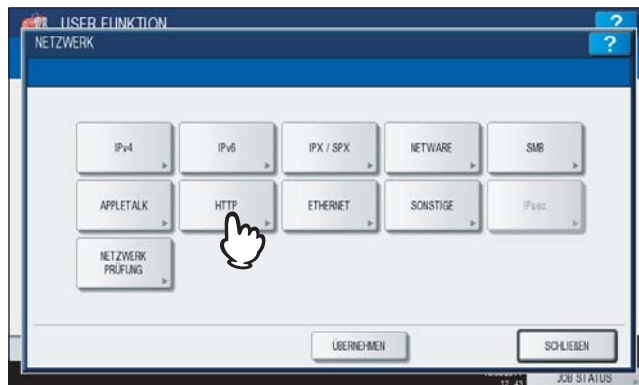 USER FUNKTION
?
NETZWERK
?
IPv4
IPv6
IPX / SPX
NETWARE
SMB
APPLETALK
HTTP
ETHERNET
SONSTIGE
IPsec
NETZWERK
PRÜFUNG
ÜBERNEHMEN
SCHLIEßEN
JOB STATUS